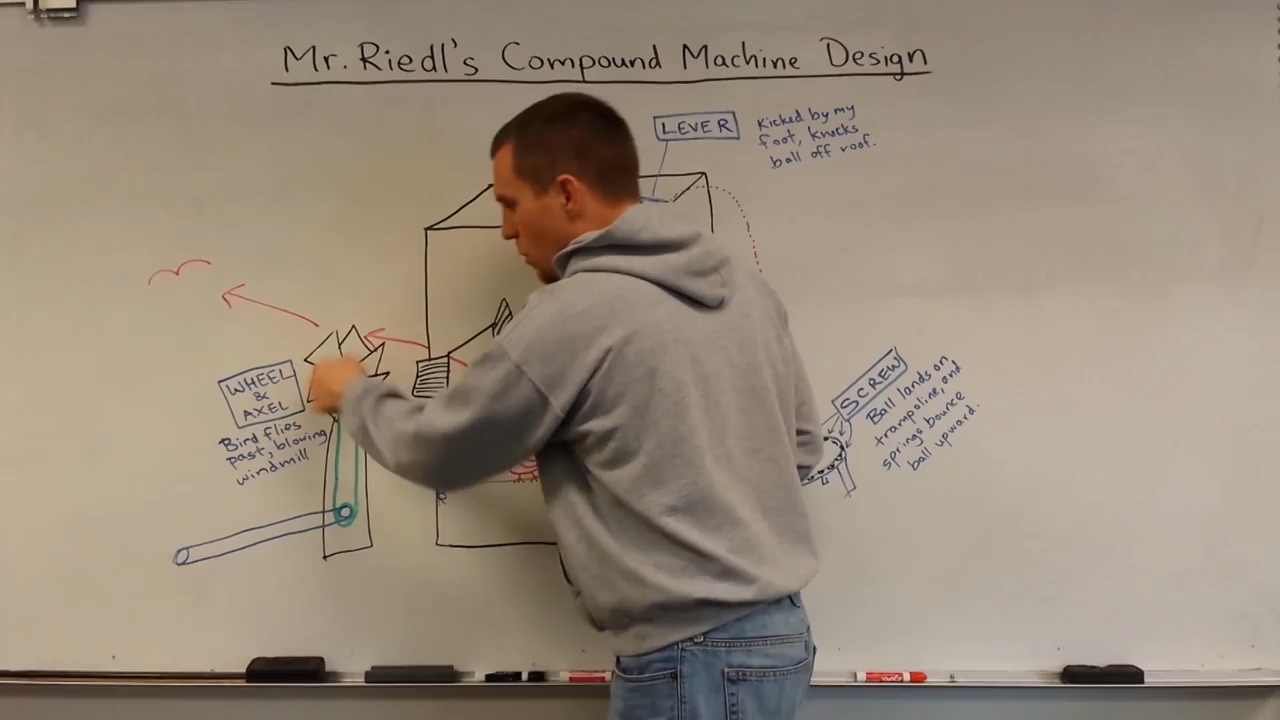 Mr. Riedl's Compound Machine Design
LEVER
Kicked by my
foot, knocks
ball off roof.
WHEEL
&
AXEL
Bird flies
past, blowing
windmill
SCREW
Ball lands on
trampoline, and
springs bounce
ball upward.